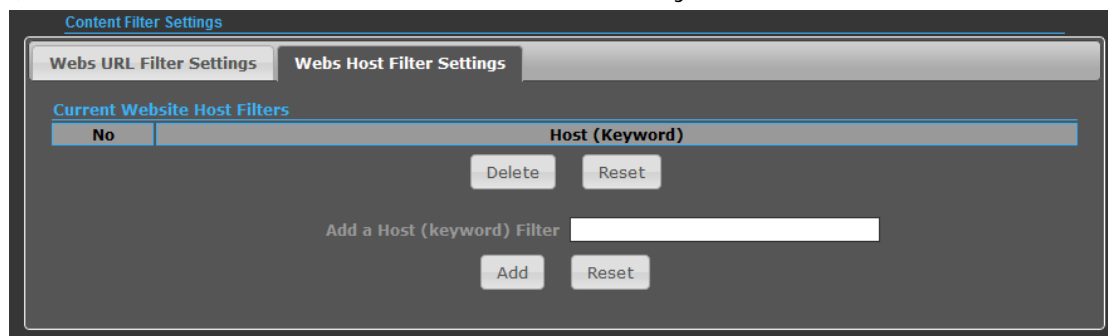 Content Filter Settings
Webs URL Filter Settings Webs Host Filter Settings
Current Website Host Filters
No Host (Keyword)
Delete Reset
Add a Host (keyword) Filter
Add Reset